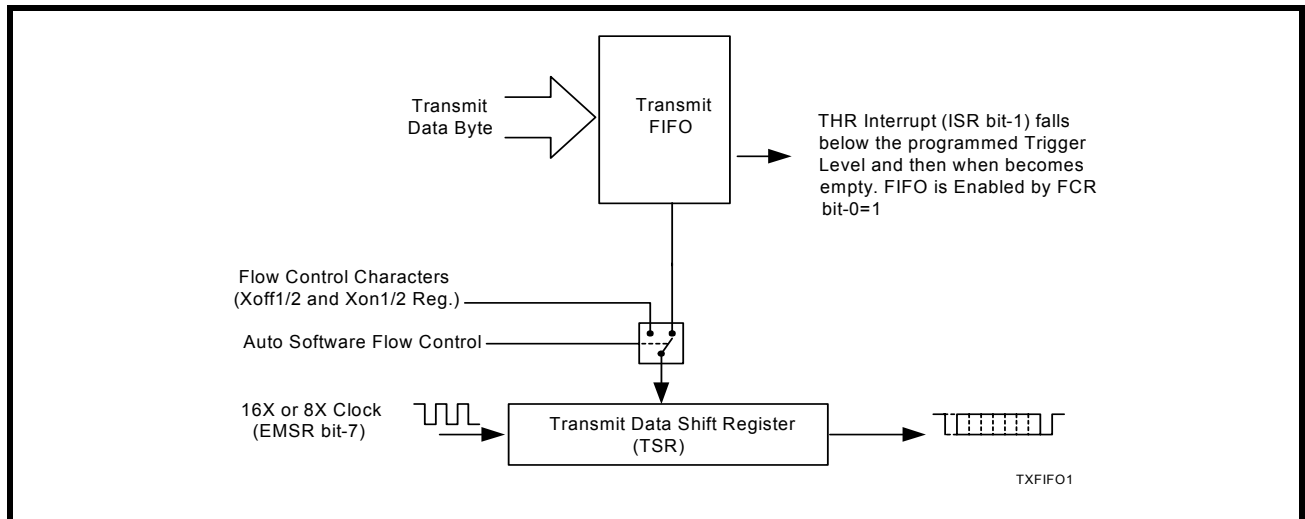 Transmit
Data Byte
Transmit
FIFO
THR Interrupt (ISR bit-1) falls
below the programmed Trigger
Level and then when becomes
empty. FIFO is Enabled by FCR
bit-0=1
Flow Control Characters
(Xoff1/2 and Xon1/2 Reg.)
Auto Software Flow Control
16X or 8X Clock
(EMSR bit-7)
Transmit Data Shift Register
(TSR)
TXFIFO1